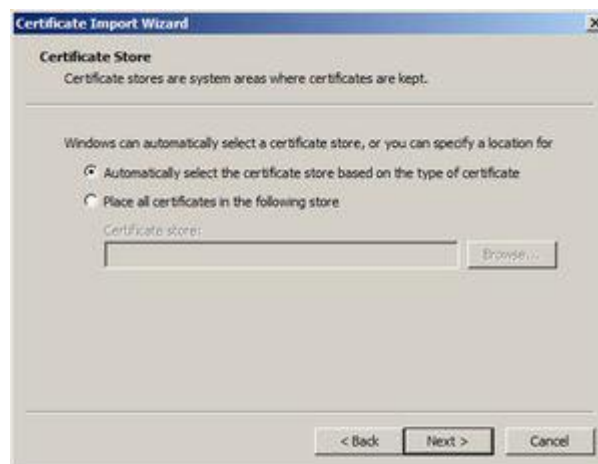 Certificate Import Wizard
Certificate Store
Certificate stores are system areas where certificates are kept.
Windows can automatically select a certificate store, or you can specify a location for
Automatically select the certificate store based on the type of certificate
Place all certificates in the following store
Certificate store:
Browse...
< Back
Next >
Cancel